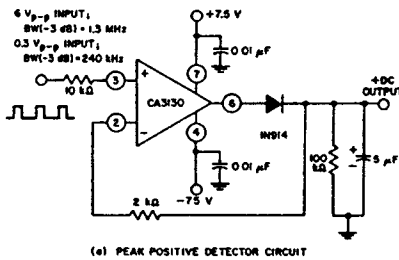 6 Vp-p INPUT;
BW(-3 dB) = 1.3 MHz
0.3 Vp-p INPUT;
BW(-3 dB) = 240 kHz
+7.5 V
0.01 µF
7
3
+
10 kΩ
CA3130
6
+DC
OUTPUT
2
-
4
IN914
100
kΩ
+
-
5 µF
0.01 µF
-7.5 V
2 kΩ
(a) PEAK POSITIVE DETECTOR CIRCUIT